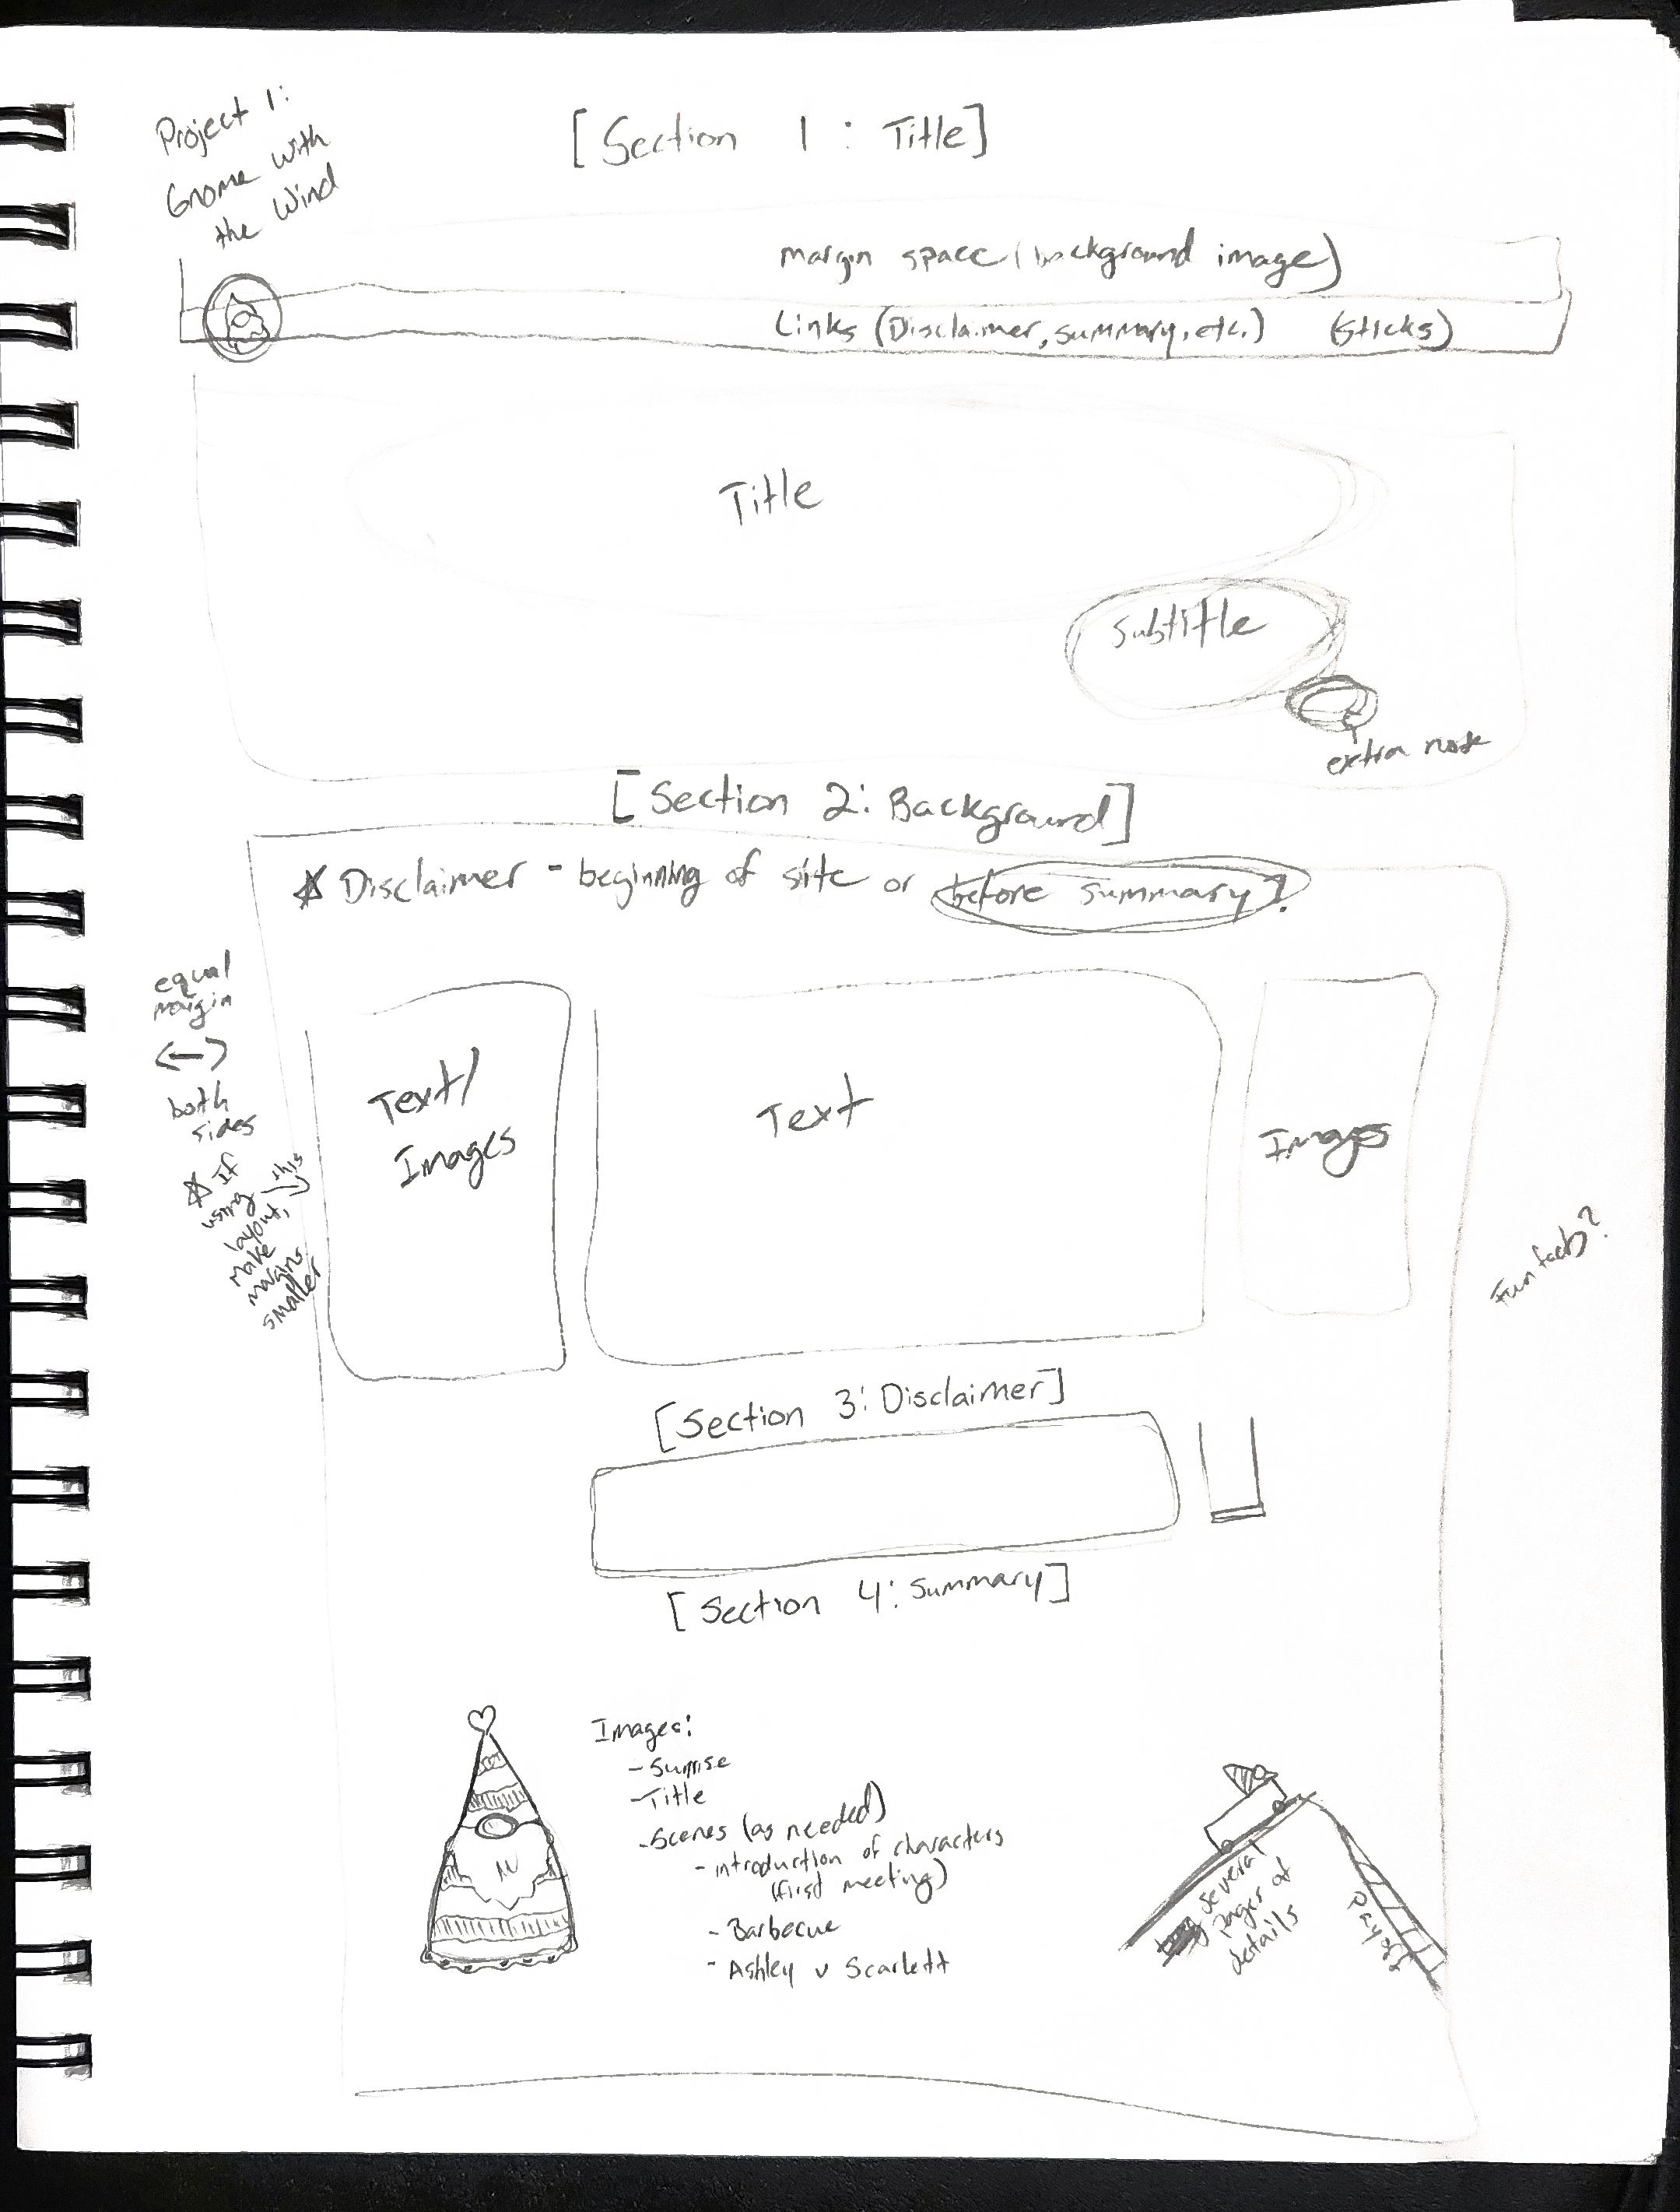 Project 1:
Gnome with
the Wind
[Section 1: Title]
margin space (background image)
Links (Disclaimer, summary, etc.) (sticks)
Title
Subtitle
extra note
[Section 2: Background]
Disclaimer - beginning of site or before summary?
equal
margin
both
sides
If
using this
layout,
make
margins
smaller
Text/
Images
Text
Images
Fun facts?
[Section 3: Disclaimer]
[Section 4: Summary]
Images:
- Sunrise
- Title
- Scenes (as needed)
- introduction of characters
(first meeting)
- Barbecue
- Ashley v Scarlett
several
pages of
details